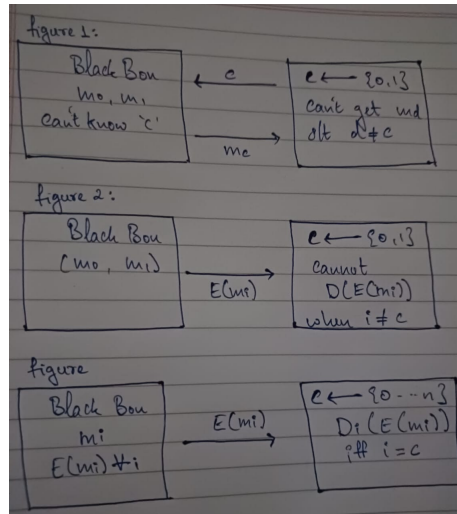 figure 1:
Black Box
m0, m1
can't know 'c'
c
mc
c ← {0,1}
can't get md
s/t d ≠ c
figure 2:
Black Box
(m0, m1)
E(mi)
c ← {0,1}
cannot
D(E(mi))
when i ≠ c
figure
Black Box
mi
E(mi) ∀ i
E(mi)
c ← {0---n}
Di(E(mi))
iff i = c